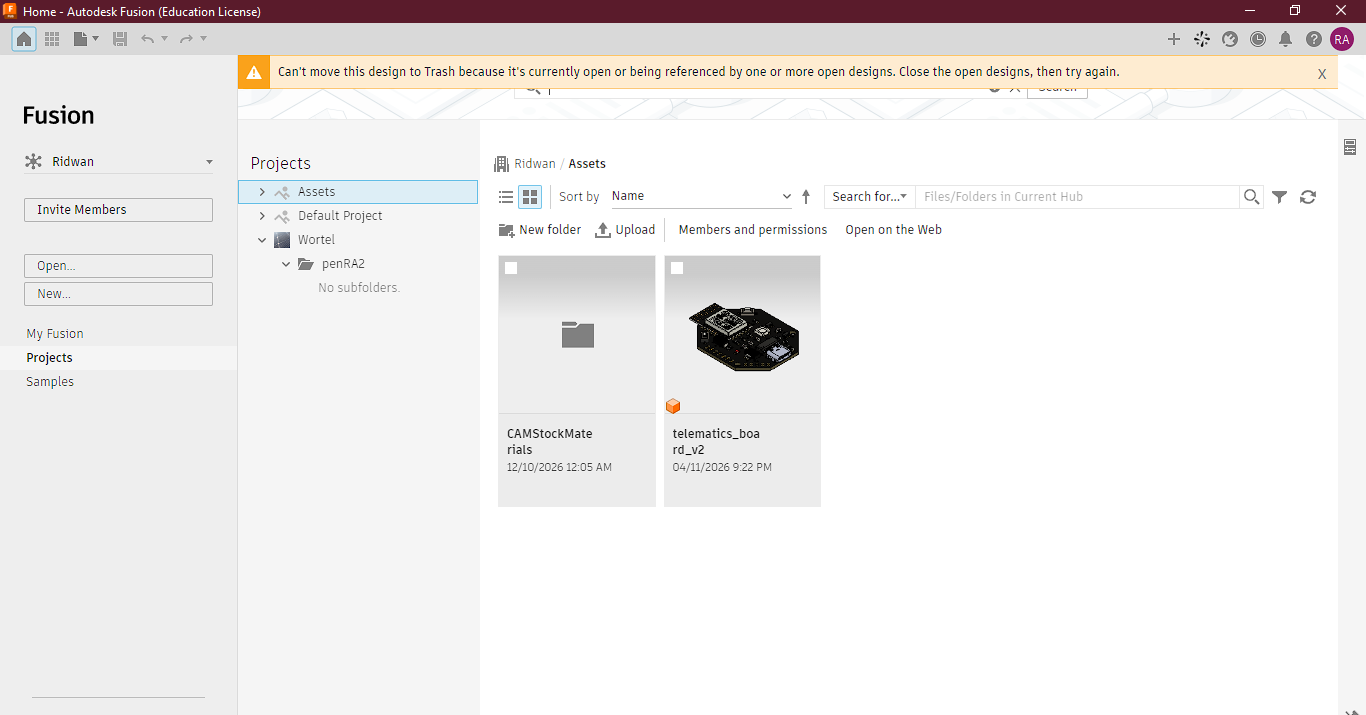 Home - Autodesk Fusion (Education License)
RA
Can't move this design to Trash because it's currently open or being referenced by one or more open designs. Close the open designs, then try again.
X
Search
Fusion
Ridwan
Invite Members
Open...
New...
My Fusion
Projects
Samples
Projects
Assets
Default Project
Wortel
penRA2
No subfolders.
Ridwan / Assets
Sort by Name
Search for...
Files/Folders in Current Hub
New folder
Upload
Members and permissions
Open on the Web
CAMStockMate
rials
12/10/2026 12:05 AM
telematics_boa
rd_v2
04/11/2026 9:22 PM